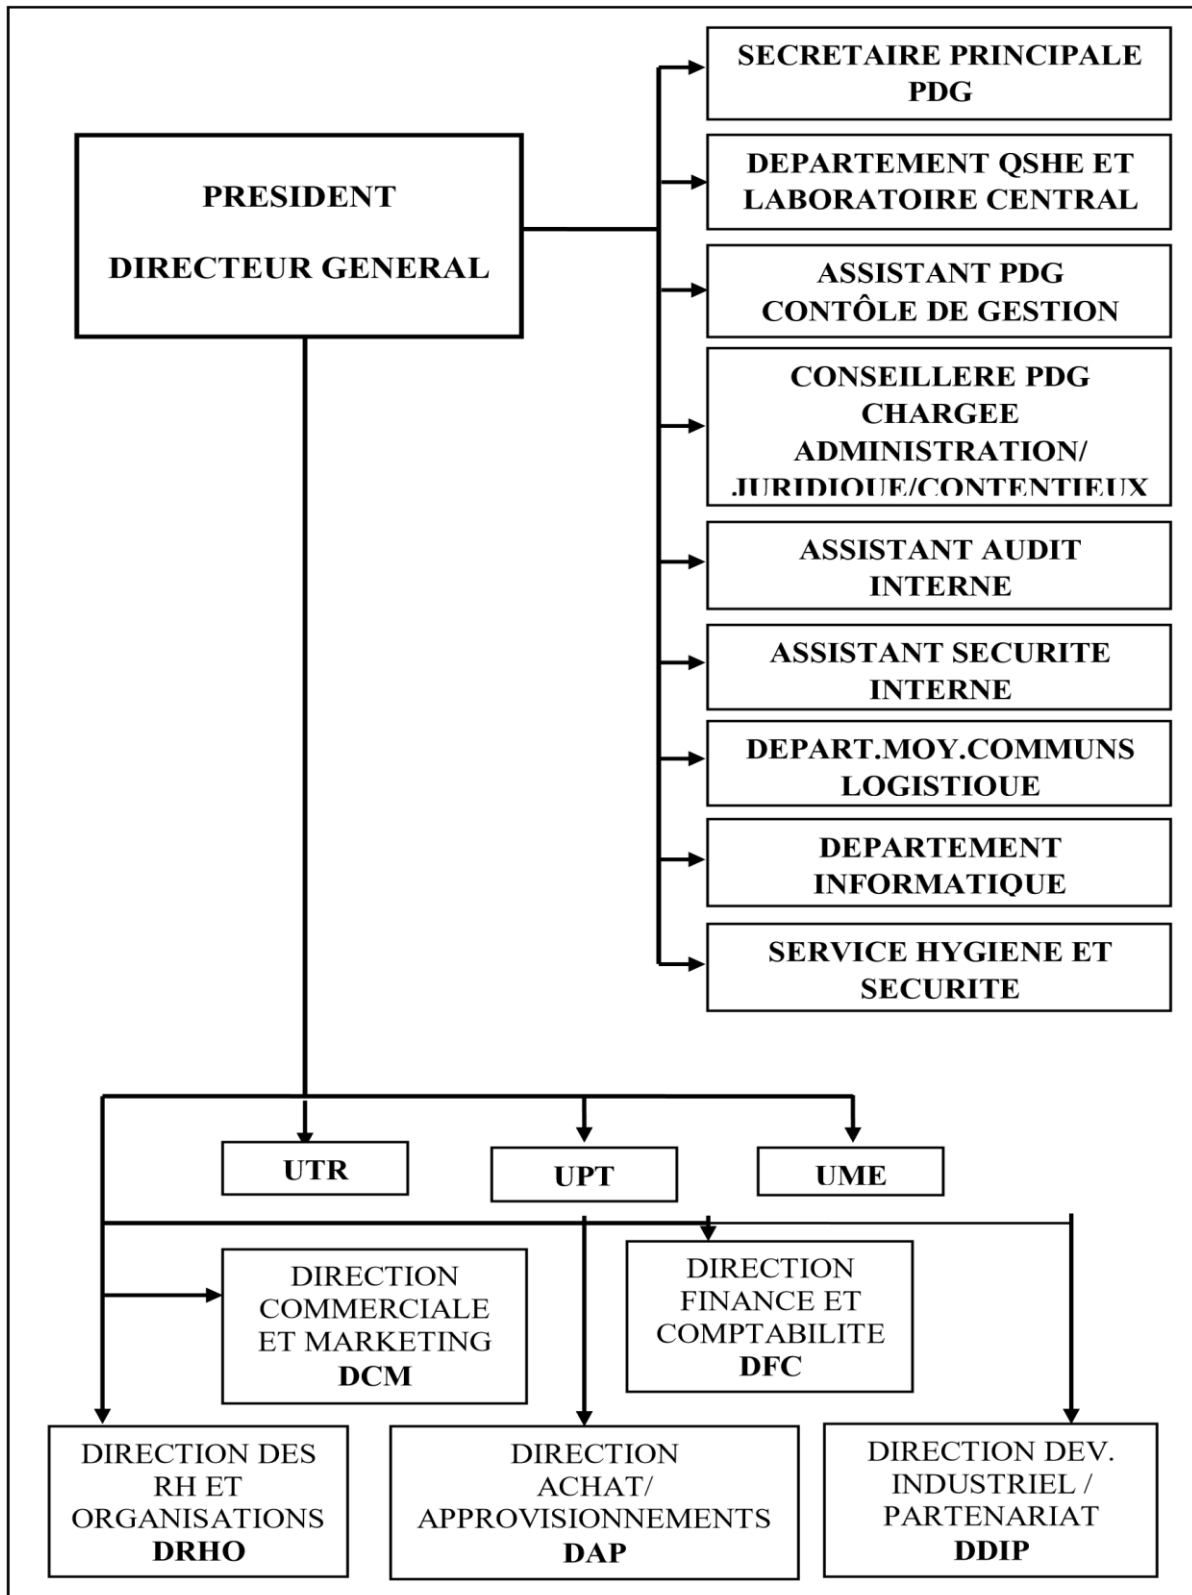 PRESIDENT
DIRECTEUR GENERAL
SECRETAIRE PRINCIPALE
PDG
DEPARTEMENT QSHE ET
LABORATOIRE CENTRAL
ASSISTANT PDG
CONTÔLE DE GESTION
CONSEILLERE PDG
CHARGEE
ADMINISTRATION/
JURIDIQUE/CONTENTIEUX
ASSISTANT AUDIT
INTERNE
ASSISTANT SECURITE
INTERNE
DEPART.MOY.COMMUNS
LOGISTIQUE
DEPARTEMENT
INFORMATIQUE
SERVICE HYGIENE ET
SECURITE
UTR
UPT
UME
DIRECTION
COMMERCIALE
ET MARKETING
DCM
DIRECTION
FINANCE ET
COMPTABILITE
DFC
DIRECTION DES
RH ET
ORGANISATIONS
DRHO
DIRECTION
ACHAT/
APPROVISIONNEMENTS
DAP
DIRECTION DEV.
INDUSTRIEL /
PARTENARIAT
DDIP